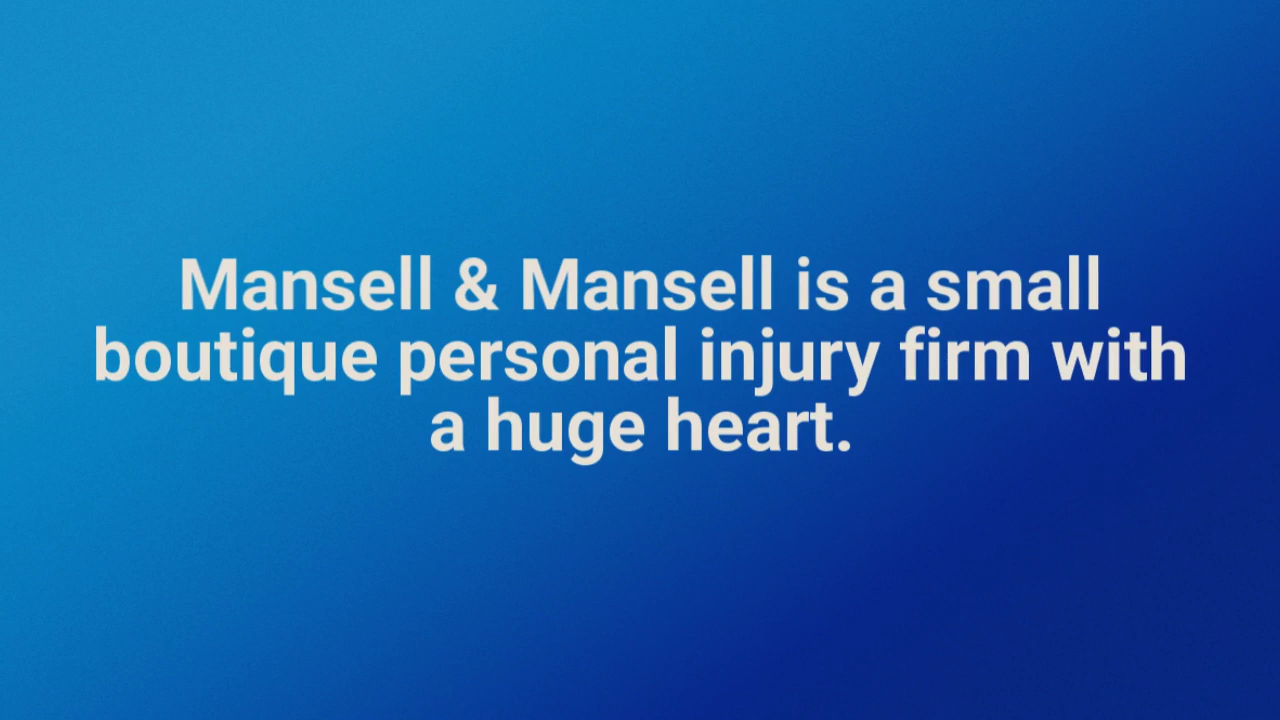 Mansell & Mansell is a small
boutique personal injury firm with
a huge heart.